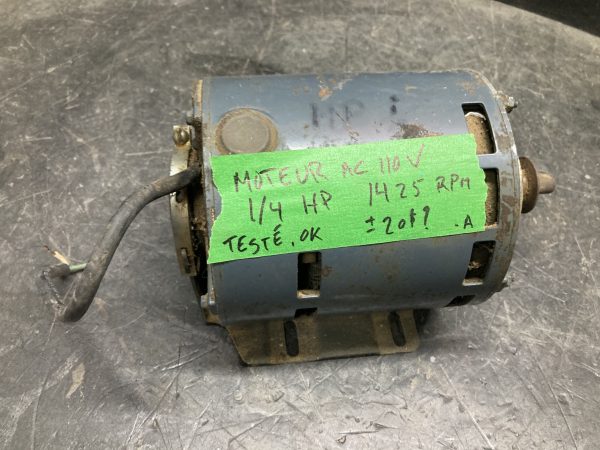 MOTEUR AC 110V
1/4 HP 1425 RPM
TESTÉ. OK ± 20$? .A